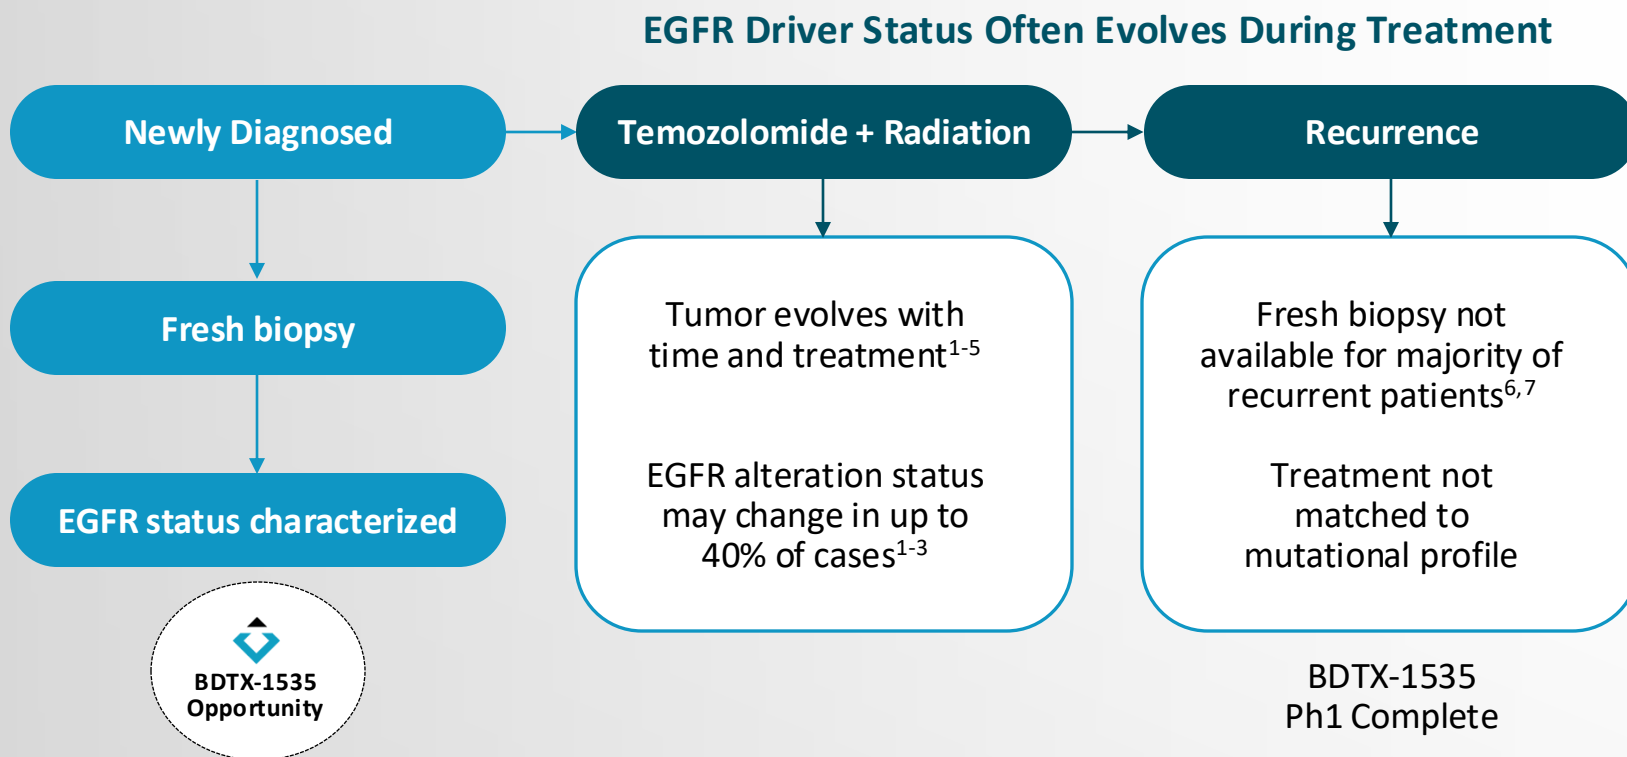 EGFR Driver Status Often Evolves During Treatment
Newly Diagnosed
Temozolomide + Radiation
Recurrence
Fresh biopsy
EGFR status characterized
BDTX-1535
Opportunity
Tumor evolves with
time and treatment1-5
EGFR alteration status
may change in up to
40% of cases1-3
Fresh biopsy not
available for majority of
recurrent patients6,7
Treatment not
matched to
mutational profile
BDTX-1535
Ph1 Complete